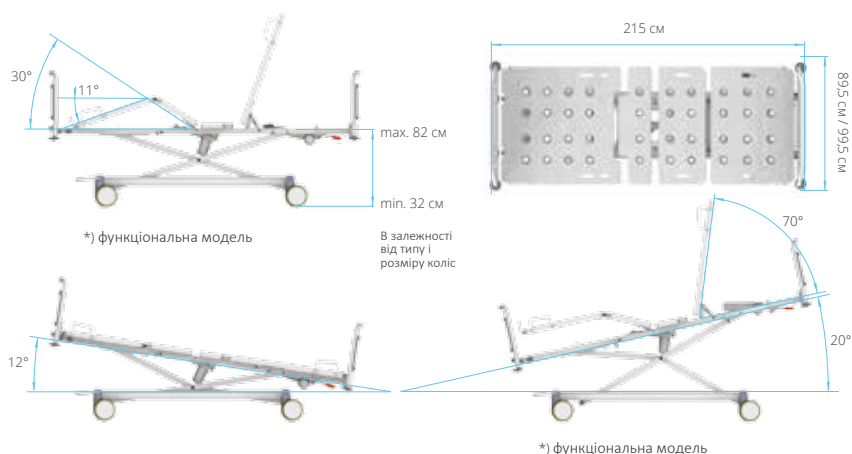 30°
11°
max. 82 см
min. 32 см
*) функціональна модель
В залежності
від типу і
розміру коліс
215 см
89,5 см / 99,5 см
12°
70°
20°
*) функціональна модель